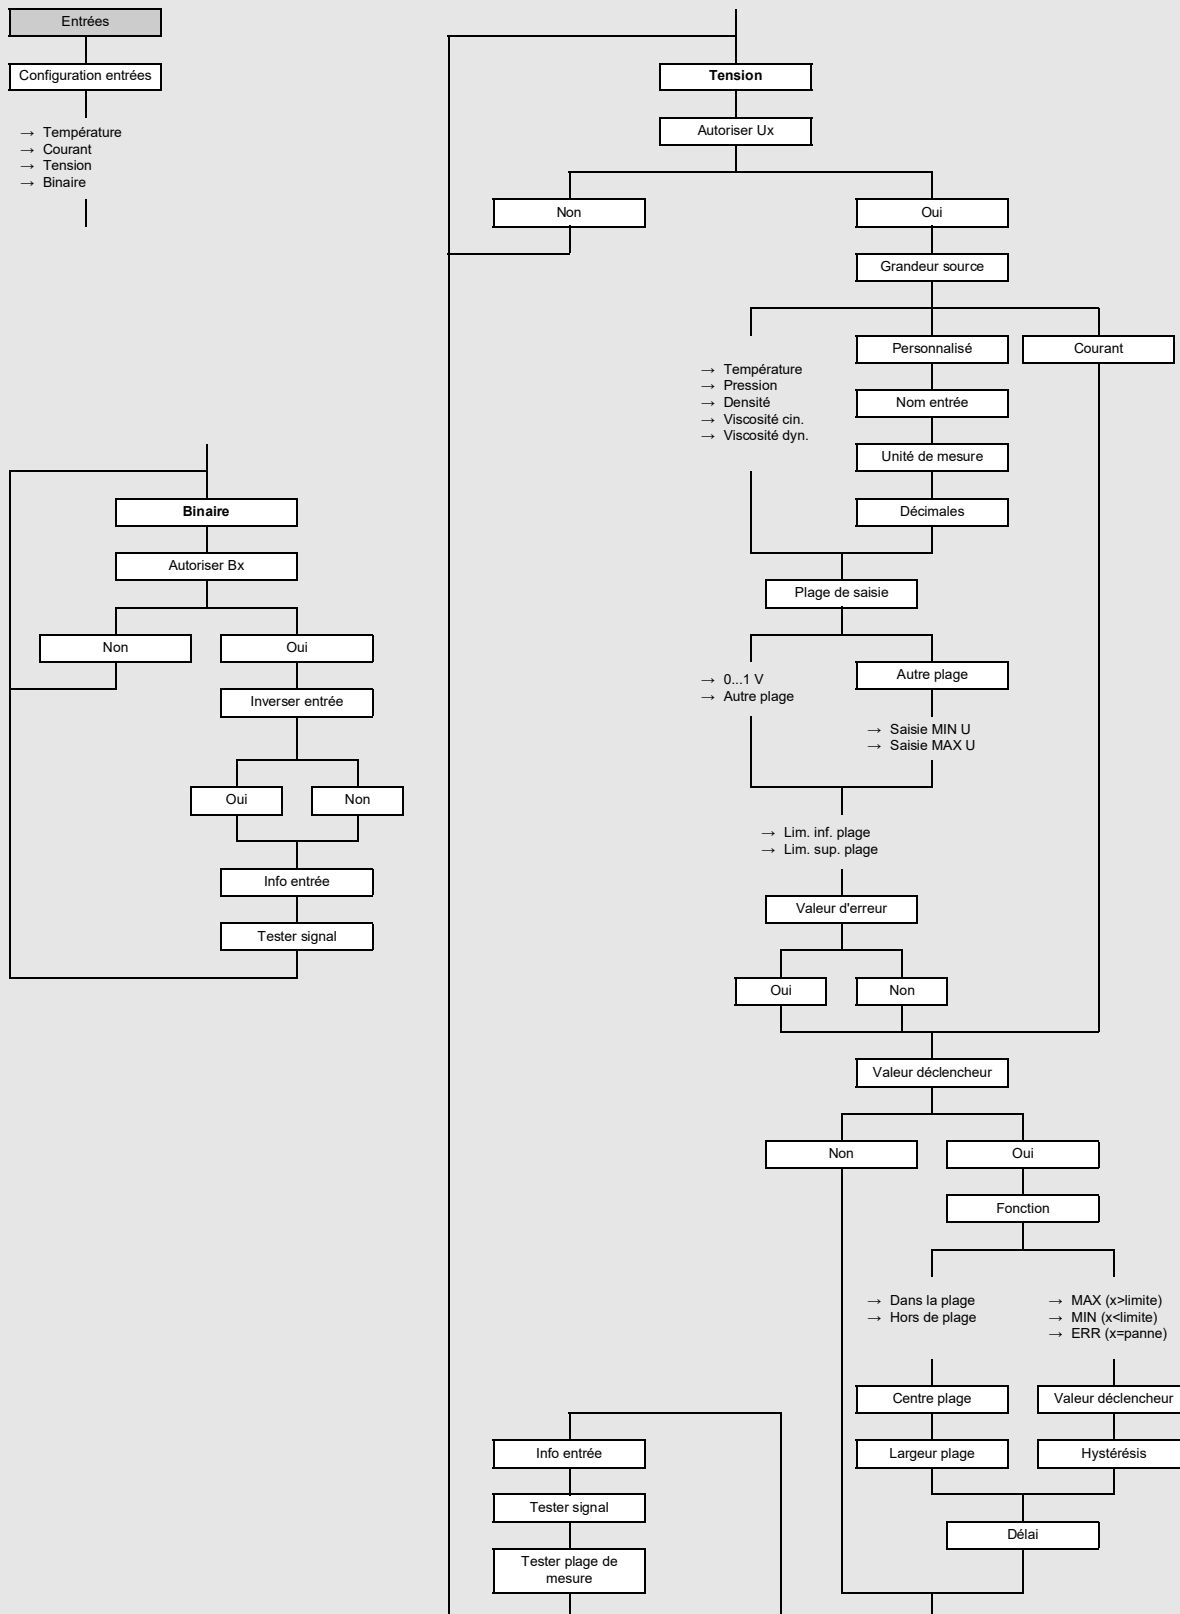 Entrées
Configuration entrées
→ Température
→ Courant
→ Tension
→ Binaire
Binaire
Autoriser Bx
Non
Oui
Inverser entrée
Oui
Non
Info entrée
Tester signal
Tension
Autoriser Ux
Non
Oui
Grandeur source
Personnalisé
Courant
→ Température
→ Pression
→ Densité
→ Viscosité cin.
→ Viscosité dyn.
Nom entrée
Unité de mesure
Décimales
Plage de saisie
→ 0...1 V
→ Autre plage
Autre plage
→ Saisie MIN U
→ Saisie MAX U
→ Lim. inf. plage
→ Lim. sup. plage
Valeur d'erreur
Oui
Non
Valeur déclencheur
Non
Oui
Fonction
→ Dans la plage
→ Hors de plage
→ MAX (x>limite)
→ MIN (x<limite)
→ ERR (x=panne)
Centre plage
Valeur déclencheur
Largeur plage
Hystérésis
Délai
Info entrée
Tester signal
Tester plage de
mesure